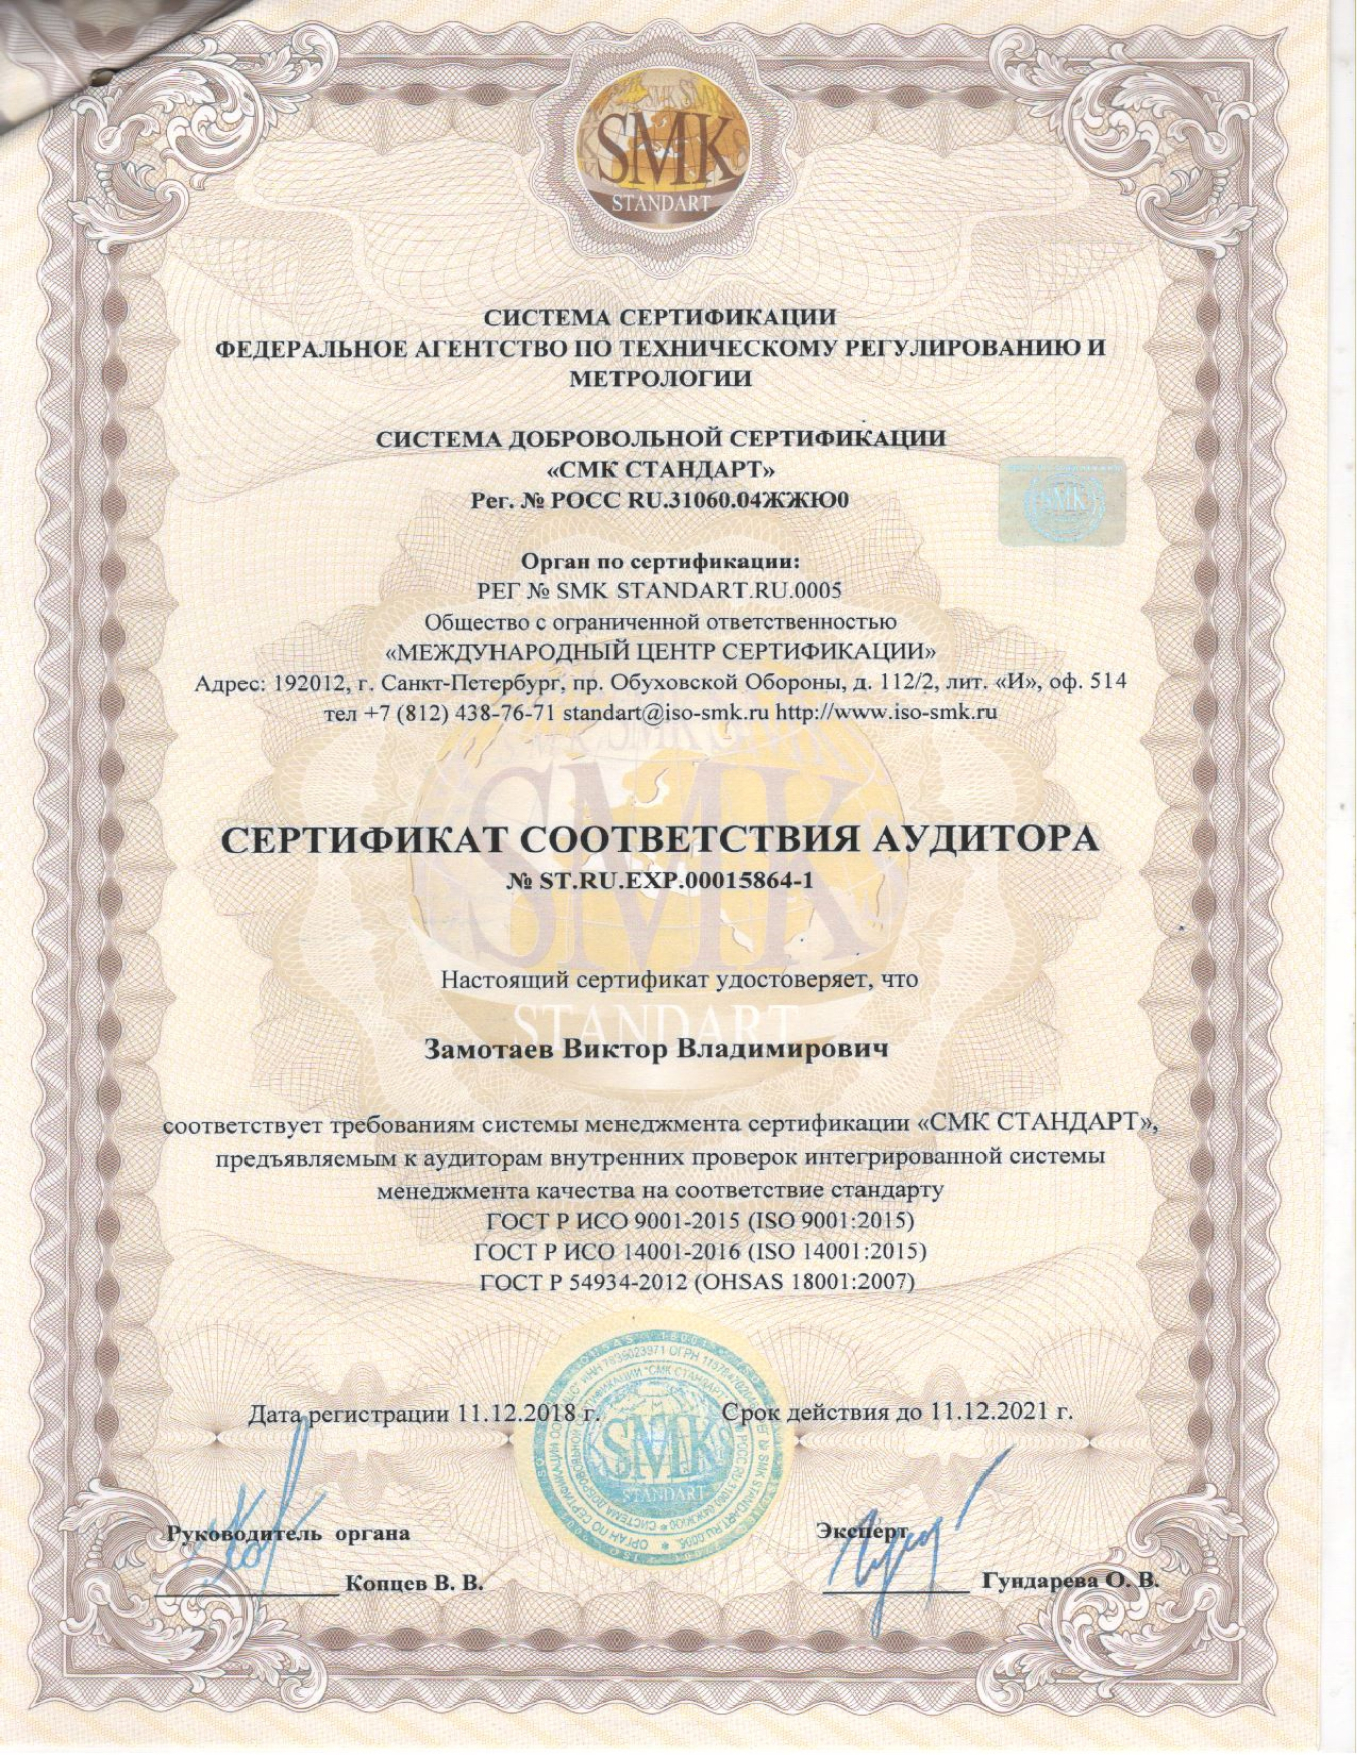 SMK
STANDART
СИСТЕМА СЕРТИФИКАЦИИ
ФЕДЕРАЛЬНОЕ АГЕНТСТВО ПО ТЕХНИЧЕСКОМУ РЕГУЛИРОВАНИЮ И
МЕТРОЛОГИИ
СИСТЕМА ДОБРОВОЛЬНОЙ СЕРТИФИКАЦИИ
«СМК СТАНДАРТ»
Рег. № РОСС RU.31060.04ЖЖЮ0
SMK
Орган по сертификации:
РЕГ № SMK STANDART.RU.0005
Общество с ограниченной ответственностью
«МЕЖДУНАРОДНЫЙ ЦЕНТР СЕРТИФИКАЦИИ»
Адрес: 192012, г. Санкт-Петербург, пр. Обуховской Обороны, д. 112/2, лит. «И», оф. 514
тел +7 (812) 438-76-71 standart@iso-smk.ru http://www.iso-smk.ru
SMK
СЕРТИФИКАТ СООТВЕТСТВИЯ АУДИТОРА
№ ST.RU.EXP.00015864-1
Настоящий сертификат удостоверяет, что
STANDART
Замотаев Виктор Владимирович
соответствует требованиям системы менеджмента сертификации «СМК СТАНДАРТ»,
предъявляемым к аудиторам внутренних проверок интегрированной системы
менеджмента качества на соответствие стандарту
ГОСТ Р ИСО 9001-2015 (ISO 9001:2015)
ГОСТ Р ИСО 14001-2016 (ISO 14001:2015)
ГОСТ Р 54934-2012 (OHSAS 18001:2007)
Дата регистрации 11.12.2018 г.
Срок действия до 11.12.2021 г.
SMK
STANDART
Руководитель органа
Эксперт
Копцев В. В.
Гундарева О. В.